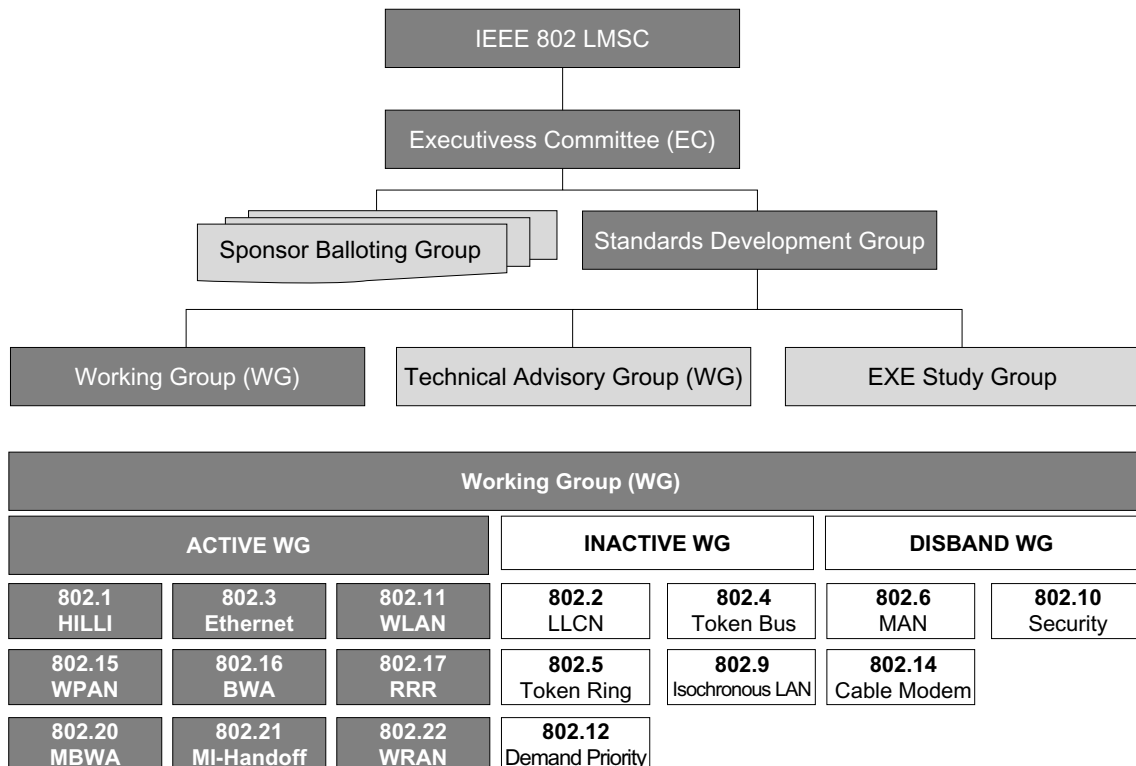 IEEE 802 LMSC
Executivess Committee (EC)
Sponsor Balloting Group
Standards Development Group
Working Group (WG)
Technical Advisory Group (WG)
EXE Study Group
Working Group (WG)
ACTIVE WG
INACTIVE WG
DISBAND WG
802.1
HILLI
802.3
Ethernet
802.11
WLAN
802.2
LLCN
802.4
Token Bus
802.6
MAN
802.10
Security
802.15
WPAN
802.16
BWA
802.17
RRR
802.5
Token Ring
802.9
Isochronous LAN
802.14
Cable Modem
802.20
MBWA
802.21
MI-Handoff
802.22
WRAN
802.12
Demand Priority